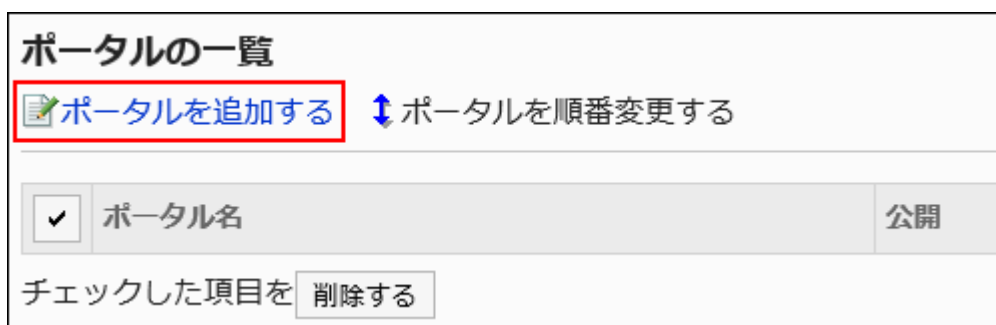 ポータルの一覧
ポータルを追加する ポータルを順番変更する
ポータル名 公開
チェックした項目を 削除する